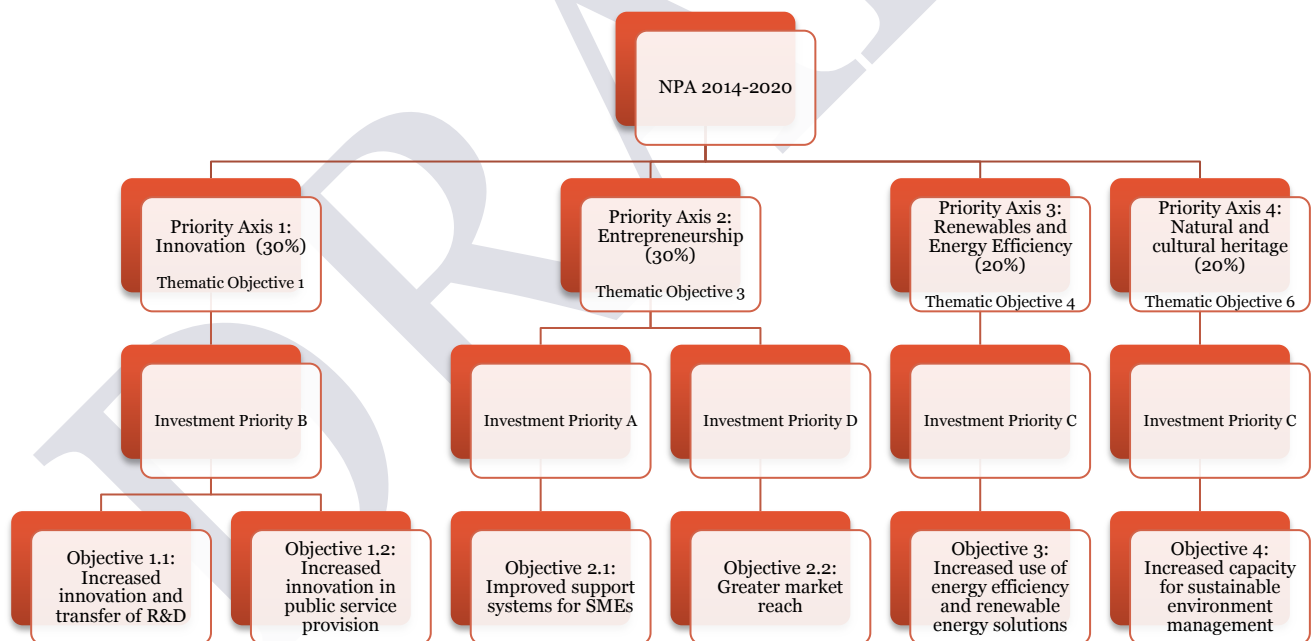 NPA 2014-2020
Priority Axis 1:
Innovation (30%)
Thematic Objective 1
Priority Axis 2:
Entrepreneurship
(30%)
Thematic Objective 3
Priority Axis 3:
Renewables and
Energy Efficiency
(20%)
Thematic Objective 4
Priority Axis 4:
Natural and
cultural heritage
(20%)
Thematic Objective 6
Investment Priority B
Investment Priority A
Investment Priority D
Investment Priority C
Investment Priority C
Objective 1.1:
Increased
innovation and
transfer of R&D
Objective 1.2:
Increased
innovation in
public service
provision
Objective 2.1:
Improved support
systems for SMEs
Objective 2.2:
Greater market
reach
Objective 3:
Increased use of
energy efficiency
and renewable
energy solutions
Objective 4:
Increased capacity
for sustainable
environment
management